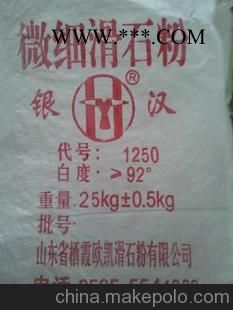 www.***.COM
微细滑石粉
银 汉
®
代号: 1250
白度: >92°
重量: 25kg±0.5kg
批号:
山东省栖霞欧凯滑石粉有限公司
china.makepolo.com